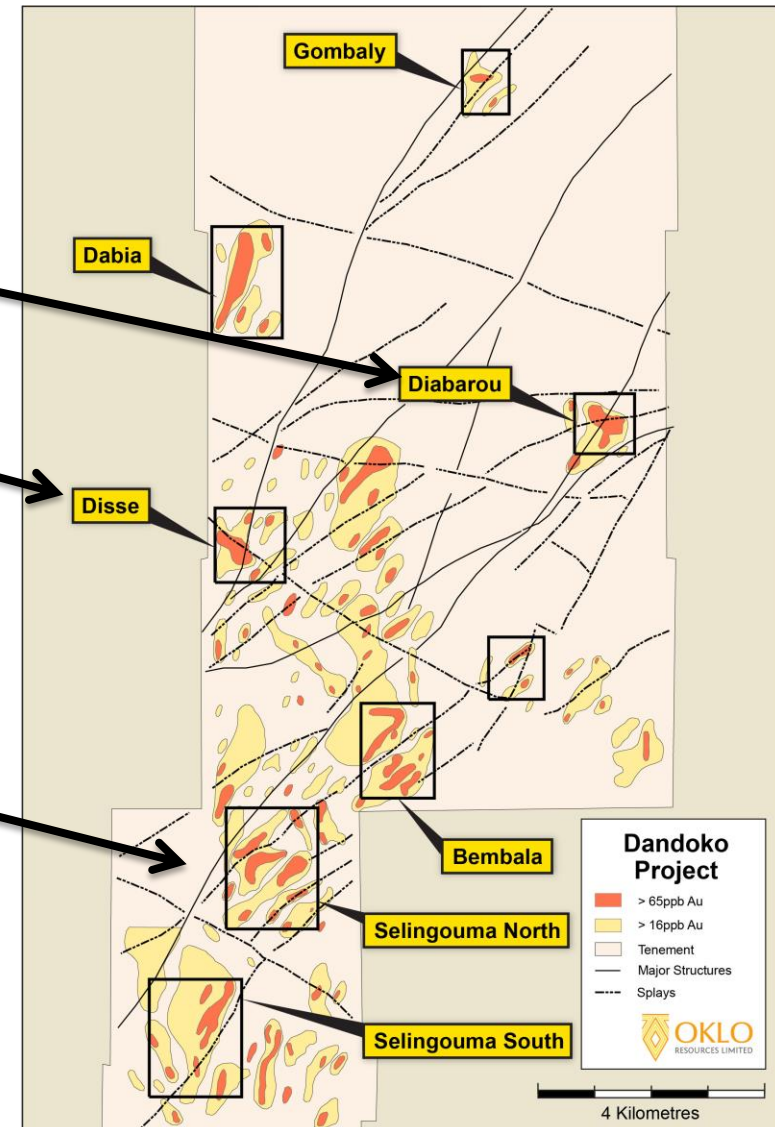 Gombaly
Dabia
Diabarou
Disse
Bembala
Selingouma North
Selingouma South
Dandoko
Project
> 65ppb Au
> 16ppb Au
Tenement
Major Structures
Splays
OKLO
RESOURCES LIMITED
4 Kilometres